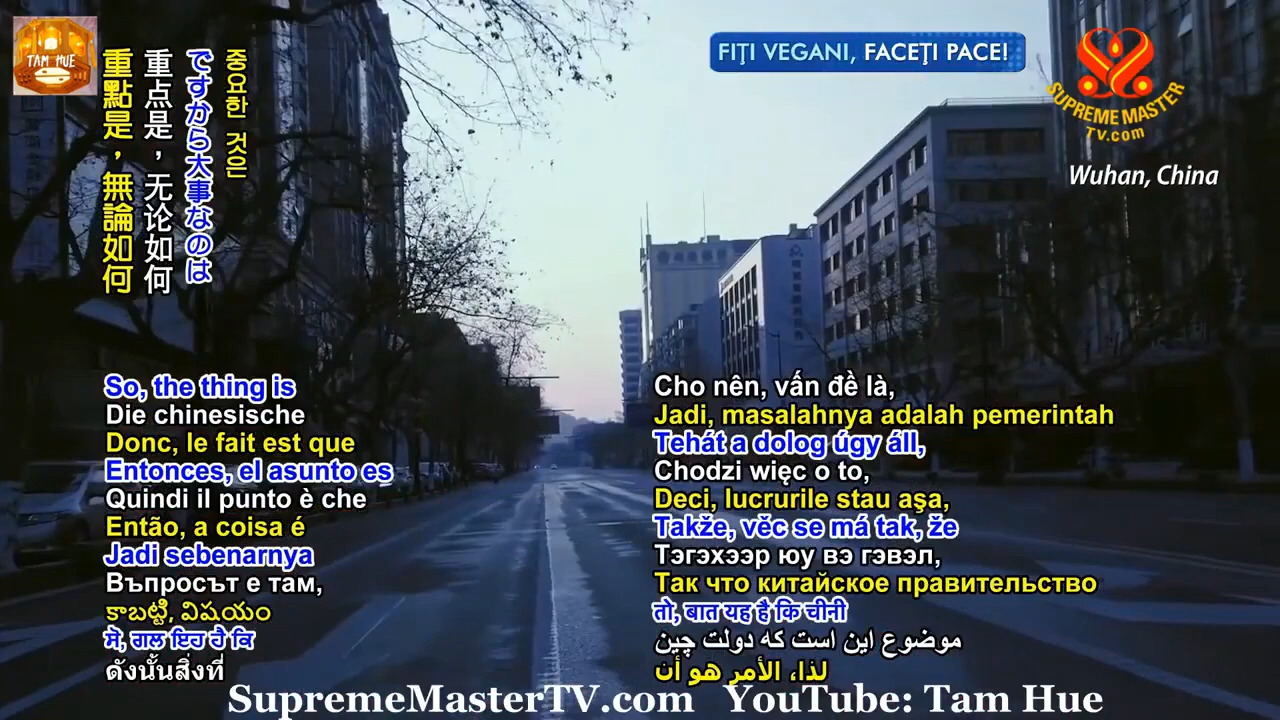 TAM HUE
FIȚI VEGANI, FACEȚI PACE!
SUPREME MASTER
TV.com
Wuhan, China
중요한 것은
ですから大事なのは
重点是，无论如何
重點是，無論如何
So, the thing is
Die chinesische
Donc, le fait est que
Entonces, el asunto es
Quindi il punto è che
Então, a coisa é
Jadi sebenarnya
Въпросът е там,
కాబట్టి, విషయం
ਸੋ, ਗਲ ਇਹ ਹੈ ਕਿ
ดังนั้นสิ่งที่
Cho nên, vấn đề là,
Jadi, masalahnya adalah pemerintah
Tehát a dolog úgy áll,
Chodzi więc o to,
Deci, lucrurile stau aşa,
Takže, věc se má tak, že
Тэгэхээр юу вэ гэвэл,
Так что китайское правительство
तो, बात यह है कि चीनी
موضوع این است که دولت چین
لذا، الأمر هو أن
SupremeMasterTV.com YouTube: Tam Hue